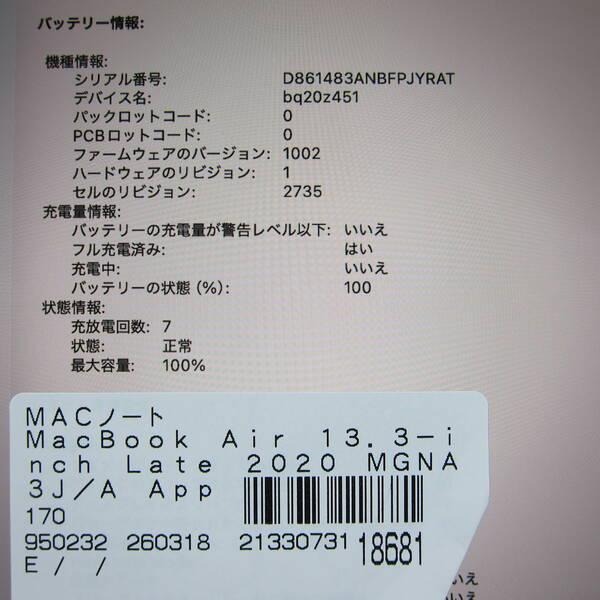 バッテリー情報:
機種情報:
シリアル番号: D861483ANBFPJYRAT
デバイス名: bq20z451
パックロットコード: 0
PCBロットコード: 0
ファームウェアのバージョン: 1002
ハードウェアのリビジョン: 1
セルのリビジョン: 2735
充電量情報:
バッテリーの充電量が警告レベル以下: いいえ
フル充電済み: はい
充電中: いいえ
バッテリーの状態 (%): 100
状態情報:
充放電回数: 7
状態: 正常
最大容量: 100%
MACノート
MacBook Air 13.3-i
nch Late 2020 MGNA
3J/A App
170
950232 260318 21330731 18681
E / /
いえ
いいえ